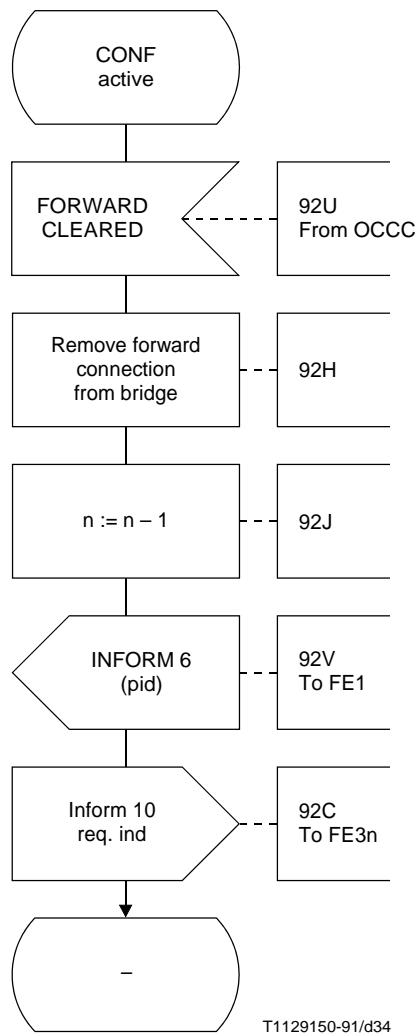 CONF
active
FORWARD
CLEARED
92U
From OCCC
Remove forward
connection
from bridge
92H
n := n – 1
92J
INFORM 6
(pid)
92V
To FE1
Inform 10
req. ind
92C
To FE3n
–
T1129150-91/d34